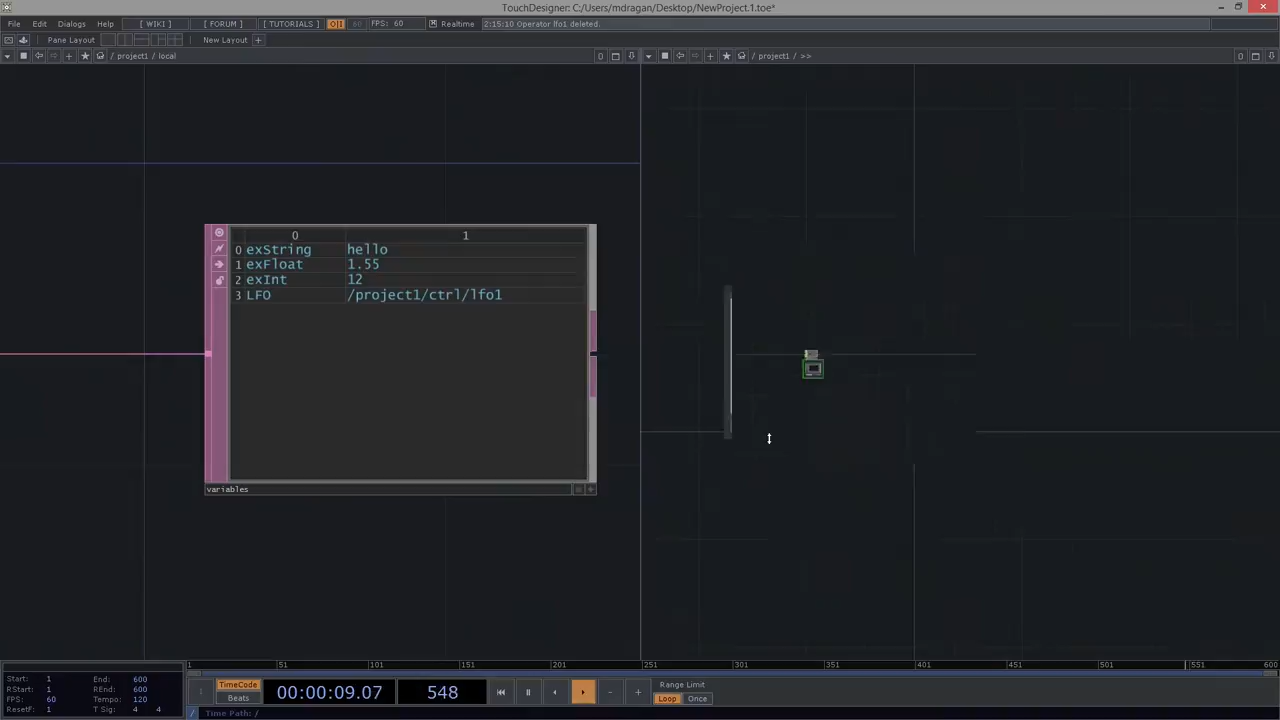 TouchDesigner: C:/Users/mdragan/Desktop/NewProject.1.toe*
File Edit Dialogs Help [ WIKI ] [ FORUM ] [ TUTORIALS ] O|I 60 FPS: 60 Realtime 2:15:10 Operator lfo1 deleted.
Pane Layout New Layout +
/ project1 / local 0
/ project1 / >> 0
0 1
0 exString hello
1 exFloat 1.55
2 exInt 12
3 LFO /project1/ctrl/lfo1
variables
1 51 101 151 201 251 301 351 401 451 501 551 600
Start: 1 End: 600
RStart: 1 REnd: 600
FPS: 60 Tempo: 120
ResetF: 1 T Sig: 4 4
TimeCode
Beats
00:00:09.07
548
- +
Range Limit
Loop Once
/ Time Path: /